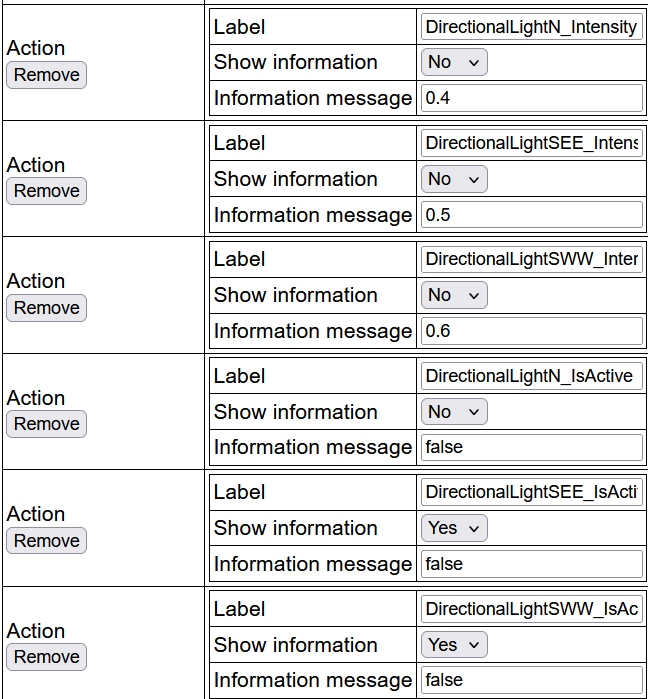 Label DirectionalLightN_Intensity
Action
Remove
Show information No
Information message 0.4
Label DirectionalLightSEE_Intens
Action
Remove
Show information No
Information message 0.5
Label DirectionalLightSWW_Inter
Action
Remove
Show information No
Information message 0.6
Label DirectionalLightN_IsActive
Action
Remove
Show information No
Information message false
Label DirectionalLightSEE_IsActi
Action
Remove
Show information Yes
Information message false
Label DirectionalLightSWW_IsAc
Action
Remove
Show information Yes
Information message false